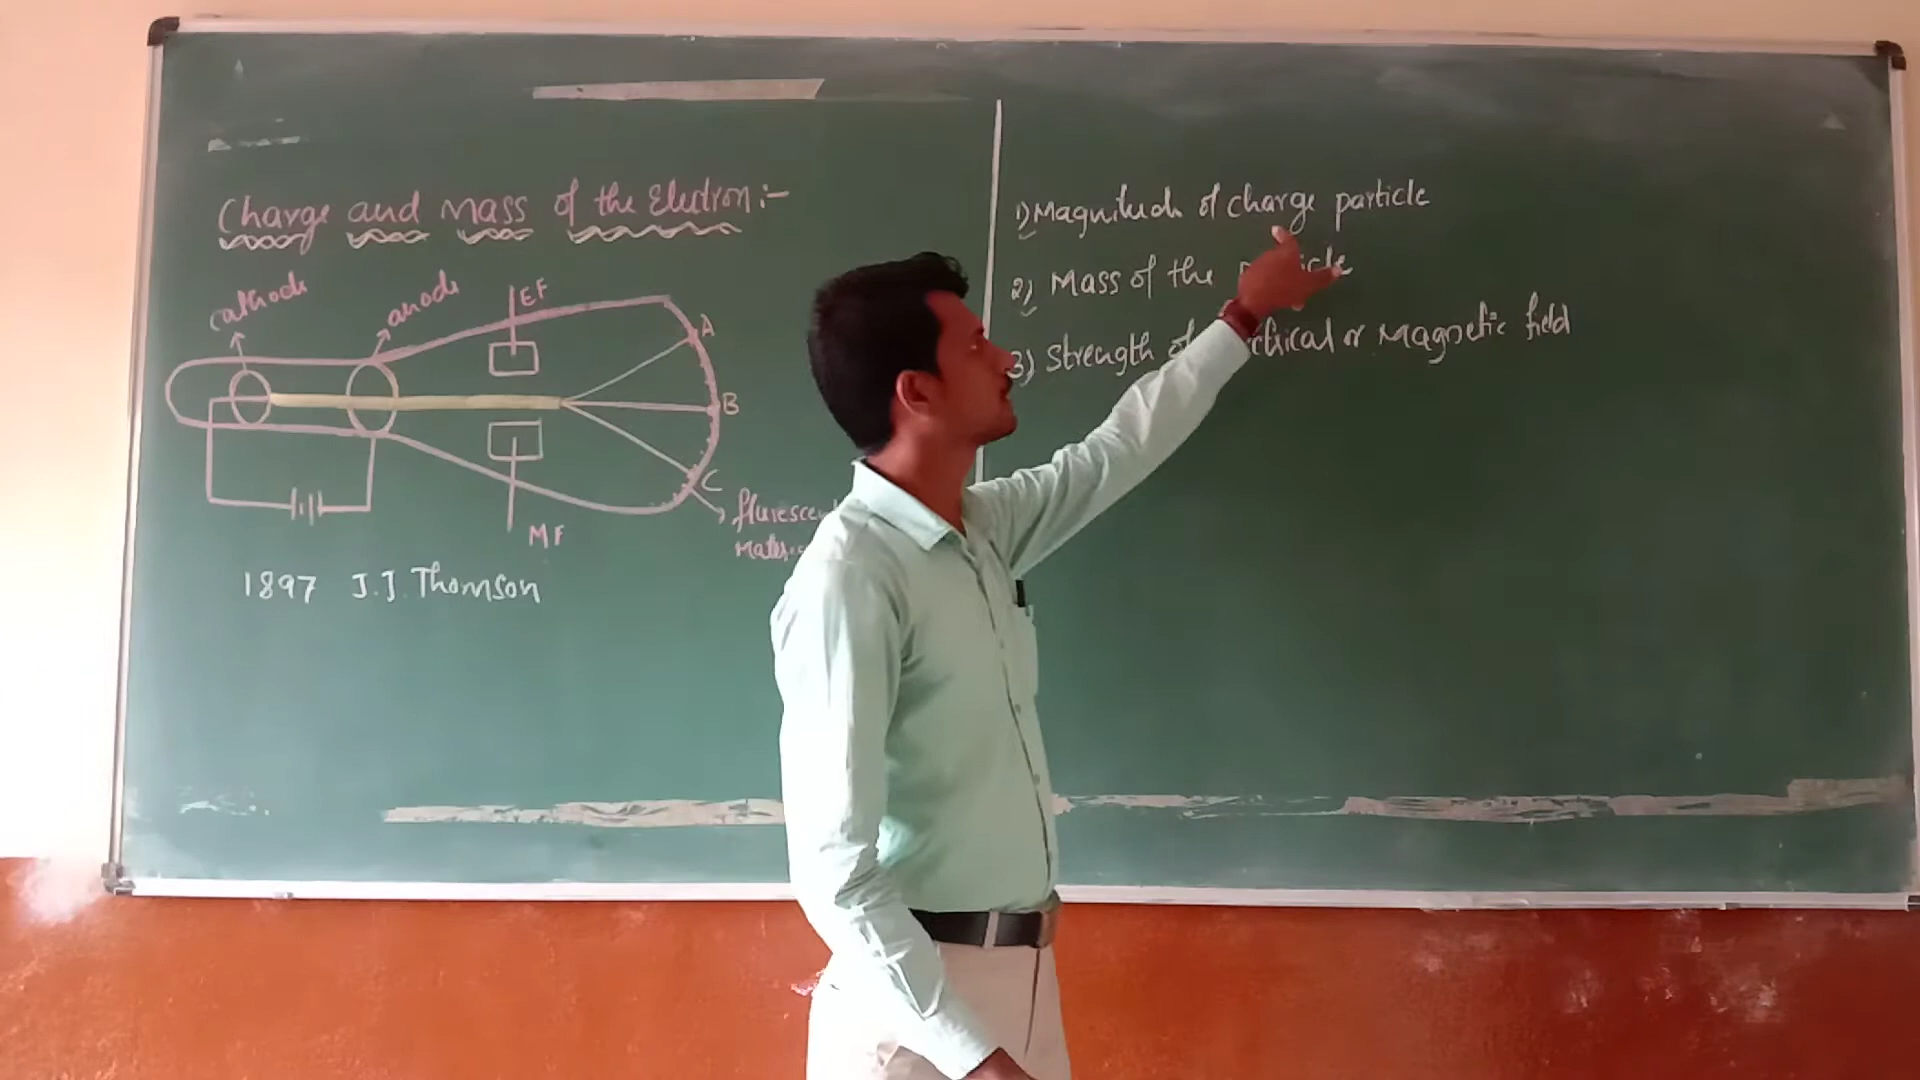 Charge and mass of the Electron:-
cathode
anode
EF
A
B
C
MF
1897 J.J. Thomson
1) Magnitude of charge particle
2) Mass of the
3) Strength of or Magnetic field